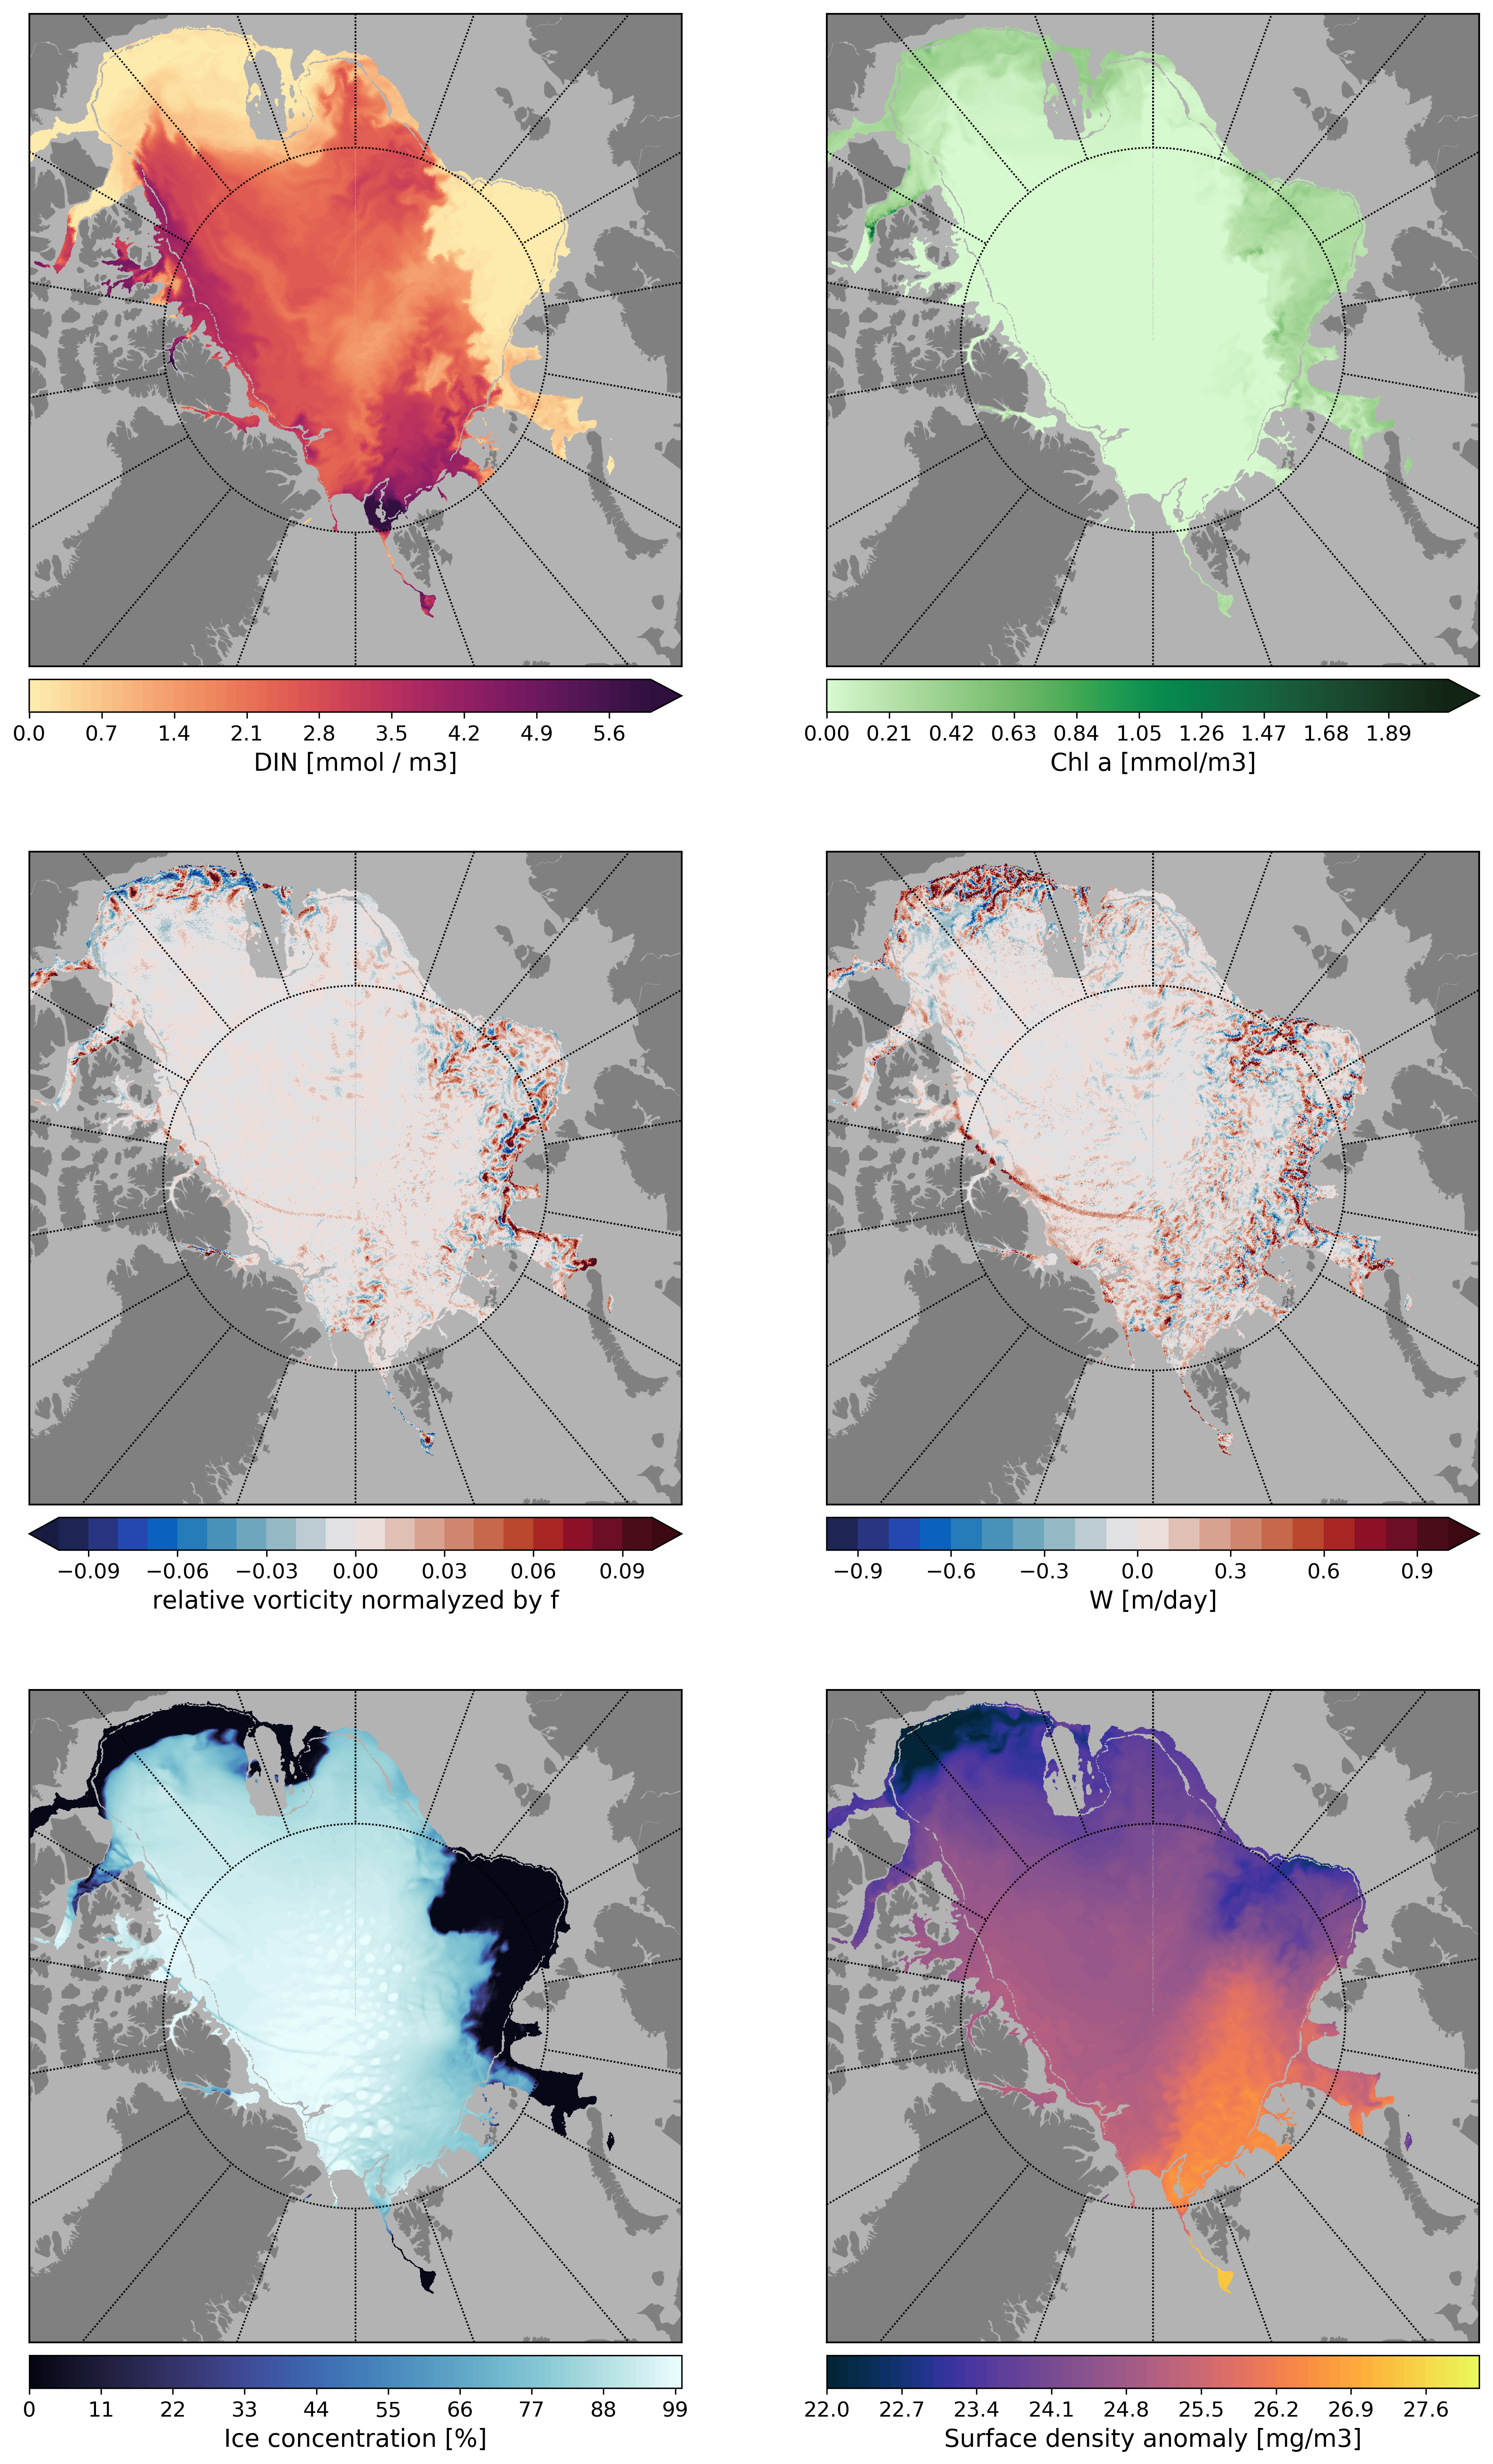 0.0 0.7 1.4 2.1 2.8 3.5 4.2 4.9 5.6
DIN [mmol / m3]
0.00 0.21 0.42 0.63 0.84 1.05 1.26 1.47 1.68 1.89
Chl a [mmol/m3]
−0.09 −0.06 −0.03 0.00 0.03 0.06 0.09
relative vorticity normalyzed by f
−0.9 −0.6 −0.3 0.0 0.3 0.6 0.9
W [m/day]
0 11 22 33 44 55 66 77 88 99
Ice concentration [%]
22.0 22.7 23.4 24.1 24.8 25.5 26.2 26.9 27.6
Surface density anomaly [mg/m3]